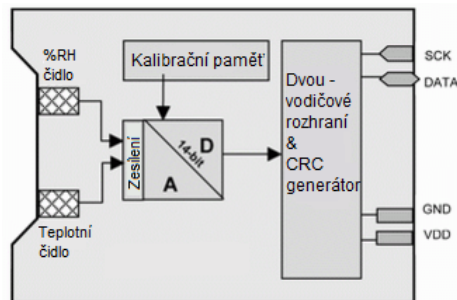 %RH
čidlo
Kalibrační paměť
Dvou -
vodičové
rozhraní
&
CRC
generátor
SCK
DATA
Zesílení
14-bit
D
A
Teplotní
čidlo
GND
VDD